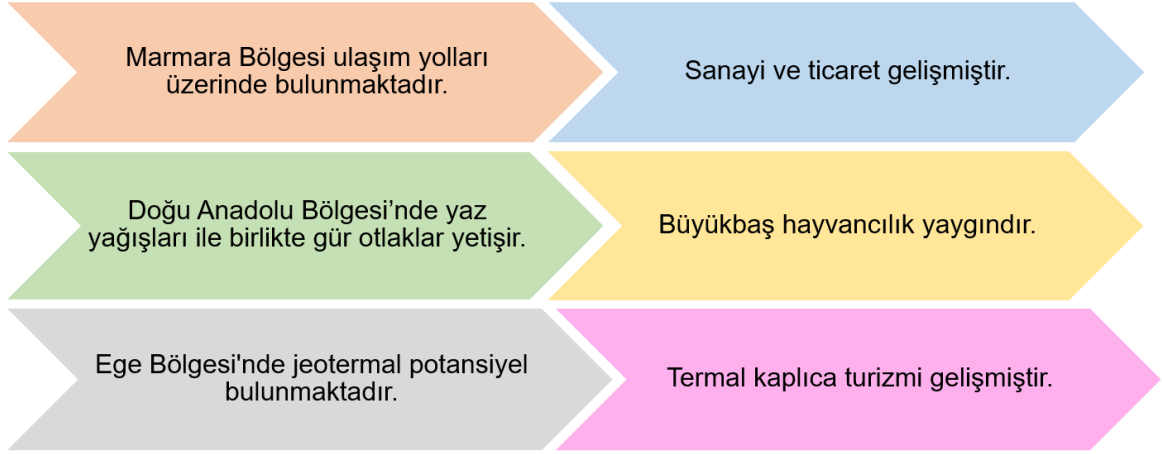 Marmara Bölgesi ulaşım yolları
üzerinde bulunmaktadır.
Sanayi ve ticaret gelişmiştir.
Doğu Anadolu Bölgesi’nde yaz
yağışları ile birlikte gür otlaklar yetişir.
Büyükbaş hayvancılık yaygındır.
Ege Bölgesi'nde jeotermal potansiyel
bulunmaktadır.
Termal kaplıca turizmi gelişmiştir.